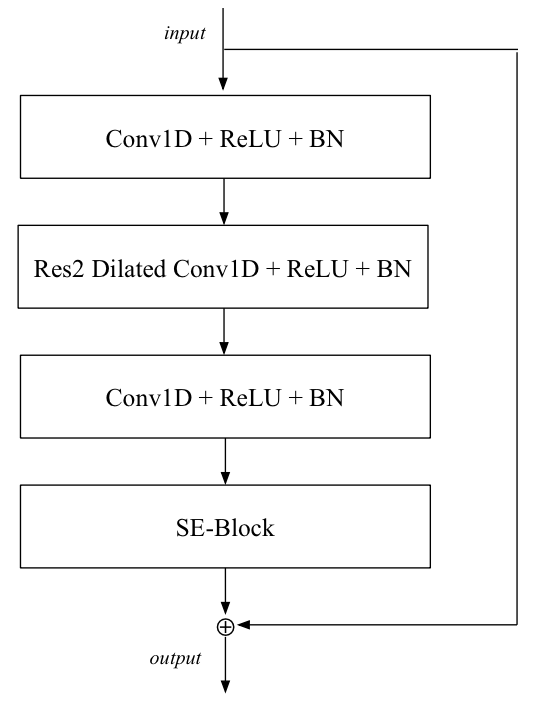 input
Conv1D + ReLU + BN
Res2 Dilated Conv1D + ReLU + BN
Conv1D + ReLU + BN
SE-Block
output